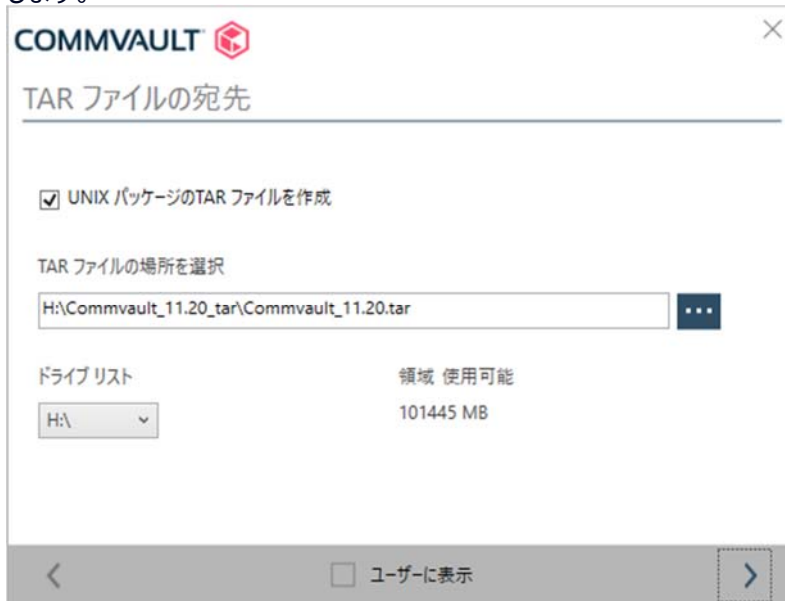 します。
COMMVAULT
TAR ファイルの宛先
UNIX パッケージのTAR ファイルを作成
TAR ファイルの場所を選択
H:\Commvault_11.20_tar\Commvault_11.20.tar
...
ドライブ リスト
領域 使用可能
H:\
101445 MB
ユーザーに表示